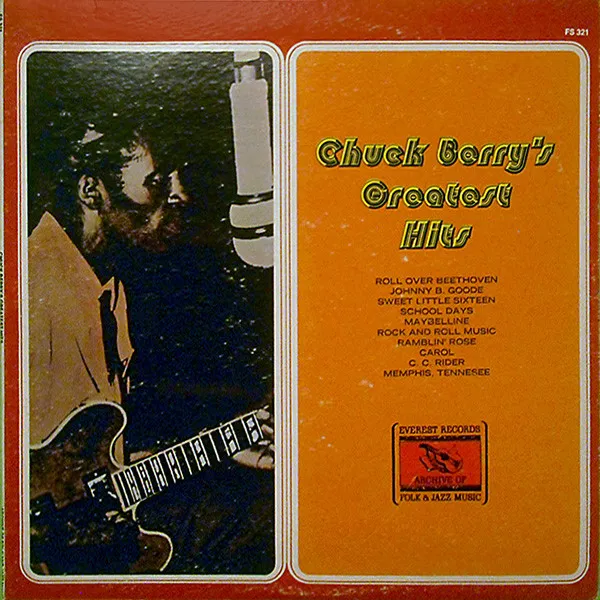 FS 321
Chuck Berry's
Greatest
Hits
ROLL OVER BEETHOVEN
JOHNNY B. GOODE
SWEET LITTLE SIXTEEN
SCHOOL DAYS
MAYBELLINE
ROCK AND ROLL MUSIC
RAMBLIN' ROSE
CAROL
C. C. RIDER
MEMPHIS, TENNESEE
EVEREST RECORDS
ARCHIVE OF
FOLK & JAZZ MUSIC